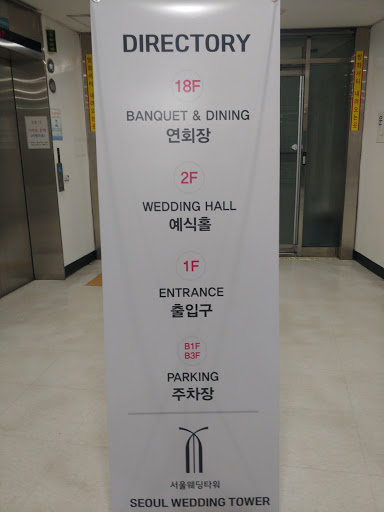 DIRECTORY
18F
BANQUET & DINING
연회장
2F
WEDDING HALL
예식홀
1F
ENTRANCE
출입구
B1F
B3F
PARKING
주차장
서울웨딩타워
SEOUL WEDDING TOWER